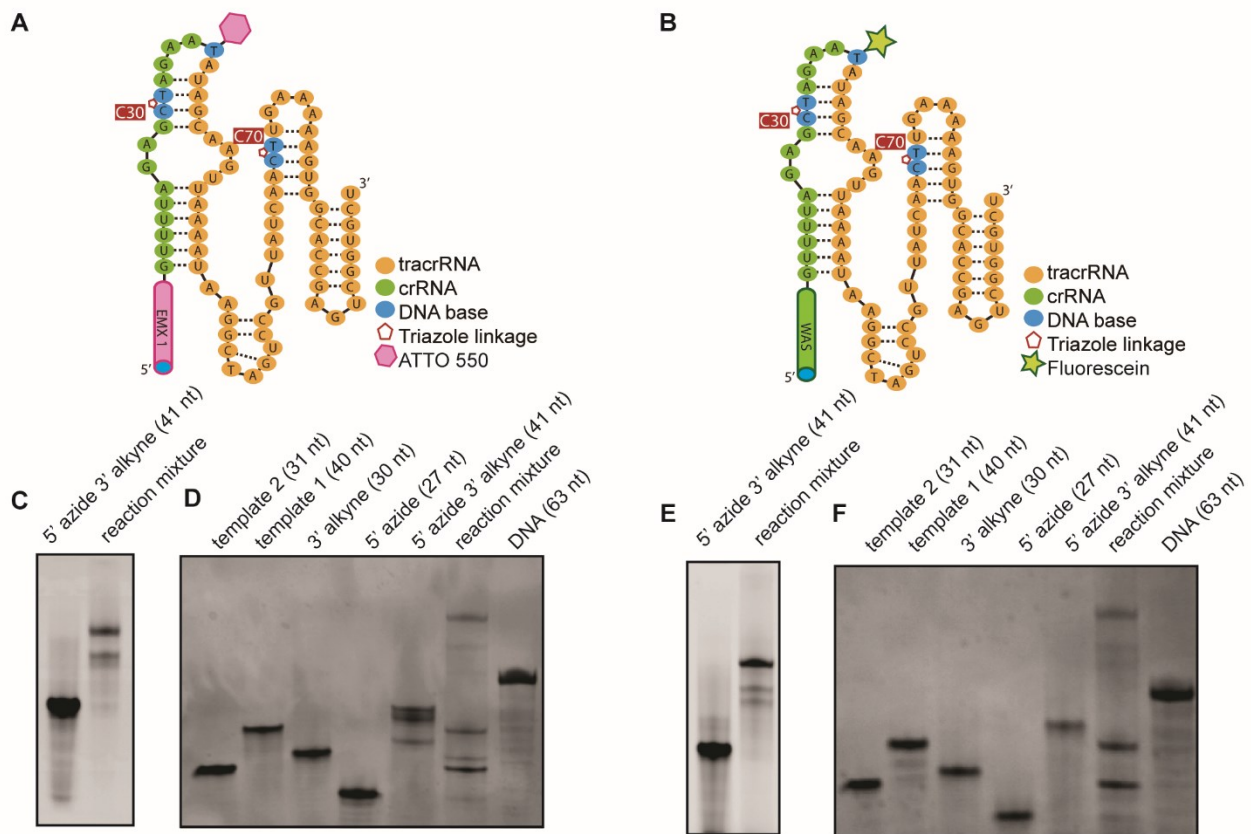 A
EMX 1
5'
GUUUUAGAGCTAGAATAUAGCAAGUUAAAAUAAGGCTAGUCCGUUAUCAACTUGAAAAAGUGGCACCGAGUCGGUGCU
3'
C30
C70
tracrRNA
crRNA
DNA base
Triazole linkage
ATTO 550
B
WAS
5'
GUUUUAGAGCTAGAATAUAGCAAGUUAAAAUAAGGCTAGUCCGUUAUCAACTUGAAAAAGUGGCACCGAGUCGGUGCU
3'
C30
C70
tracrRNA
crRNA
DNA base
Triazole linkage
Fluorescein
C
5' azide 3' alkyne (41 nt)
reaction mixture
D
template 2 (31 nt)
template 1 (40 nt)
3' alkyne (30 nt)
5' azide (27 nt)
5' azide 3' alkyne (41 nt)
reaction mixture
DNA (63 nt)
E
5' azide 3' alkyne (41 nt)
reaction mixture
F
template 2 (31 nt)
template 1 (40 nt)
3' alkyne (30 nt)
5' azide (27 nt)
5' azide 3' alkyne (41 nt)
reaction mixture
DNA (63 nt)